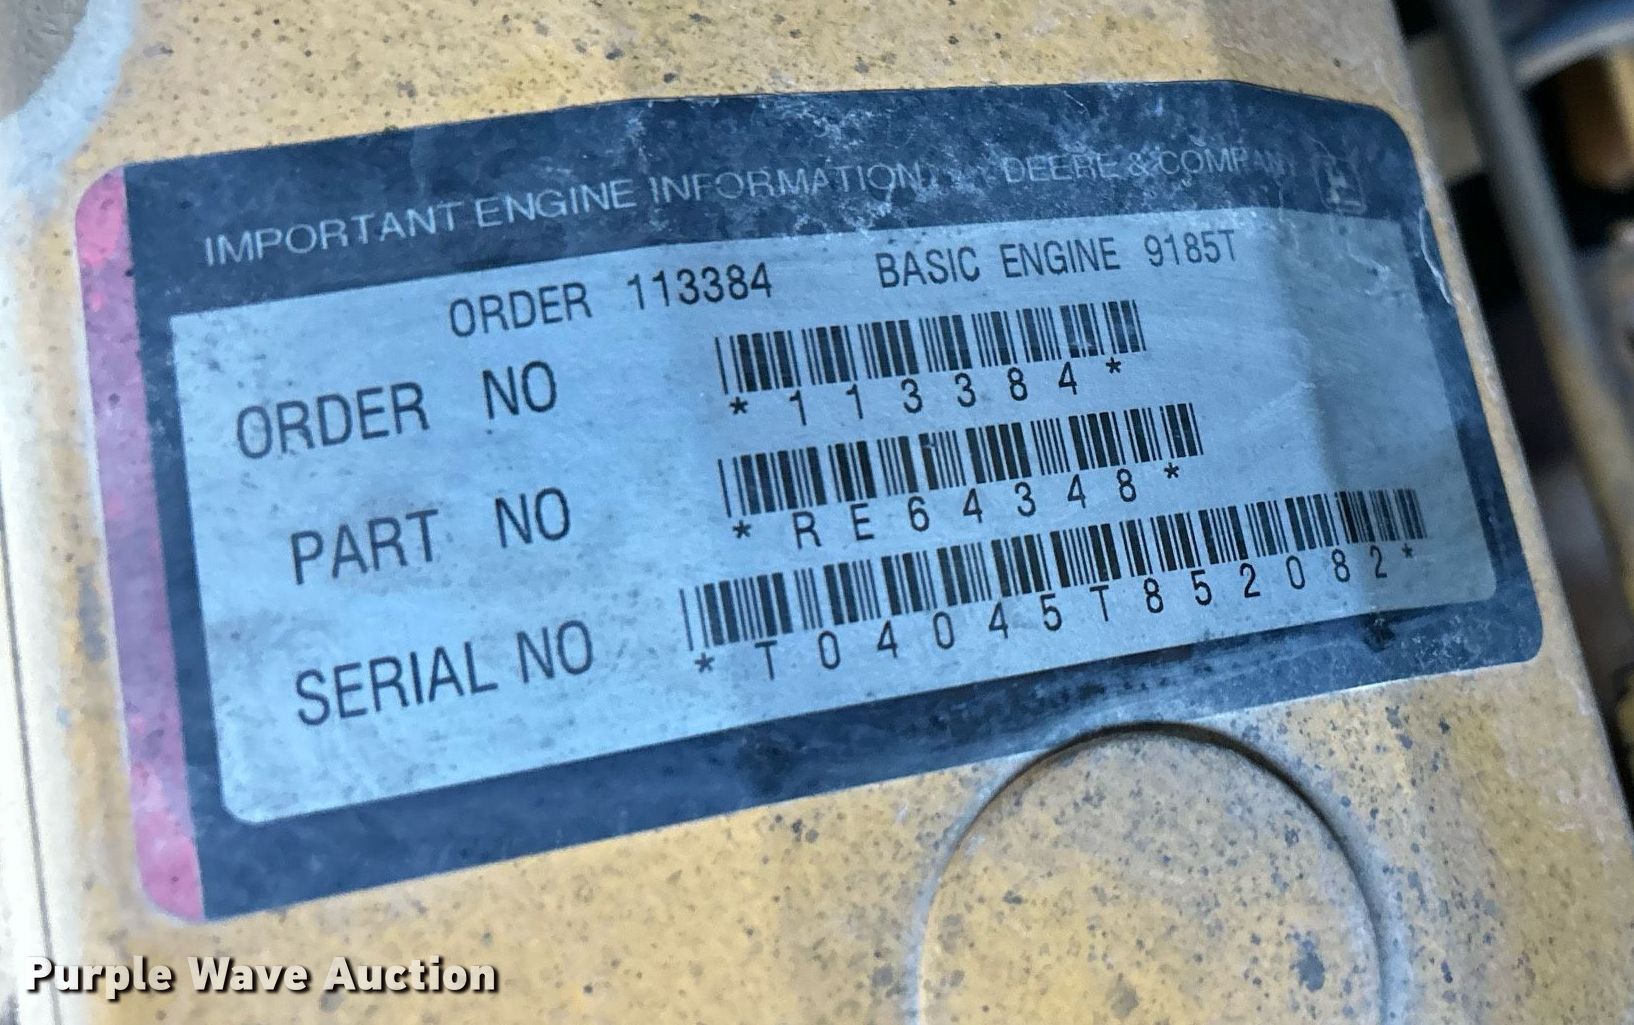 IMPORTANT ENGINE INFORMATION DEERE & COMPANY
ORDER 113384 BASIC ENGINE 9185T
ORDER NO
*113384*
PART NO
*RE64348*
SERIAL NO
*T04045T852082*
Purple Wave Auction